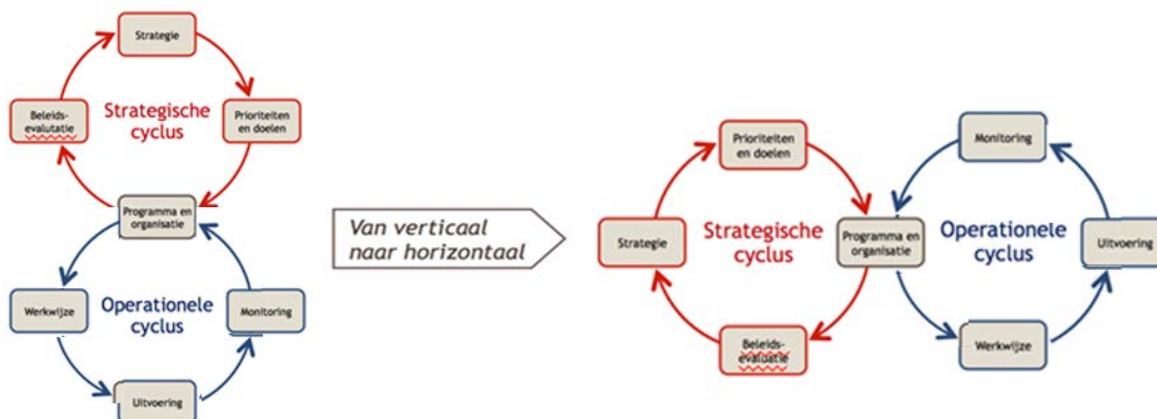 Strategie
Beleids-
evalutatie
Strategische
cyclus
Prioriteiten
en doelen
Programma en
organisatie
Werkwijze
Operationele
cyclus
Monitoring
Uitvoering
Van verticaal
naar horizontaal
Prioriteiten
en doelen
Monitoring
Strategie
Strategische
cyclus
Programma en
organisatie
Operationele
cyclus
Uitvoering
Beleids-
evaluatie
Werkwijze